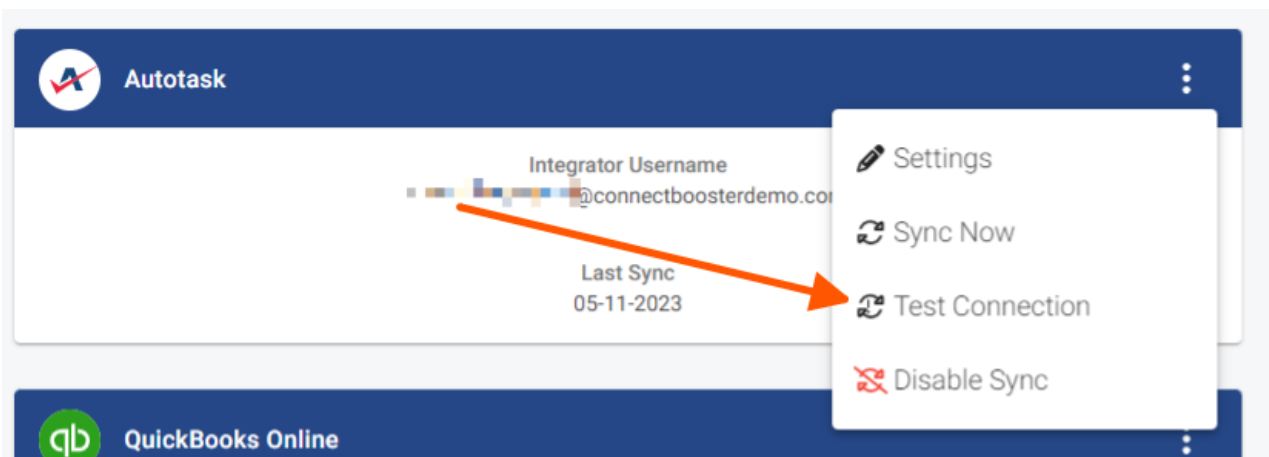 Autotask
Integrator Username
@connectboosterdemo.co
Last Sync
05-11-2023
Settings
Sync Now
Test Connection
Disable Sync
qb
QuickBooks Online